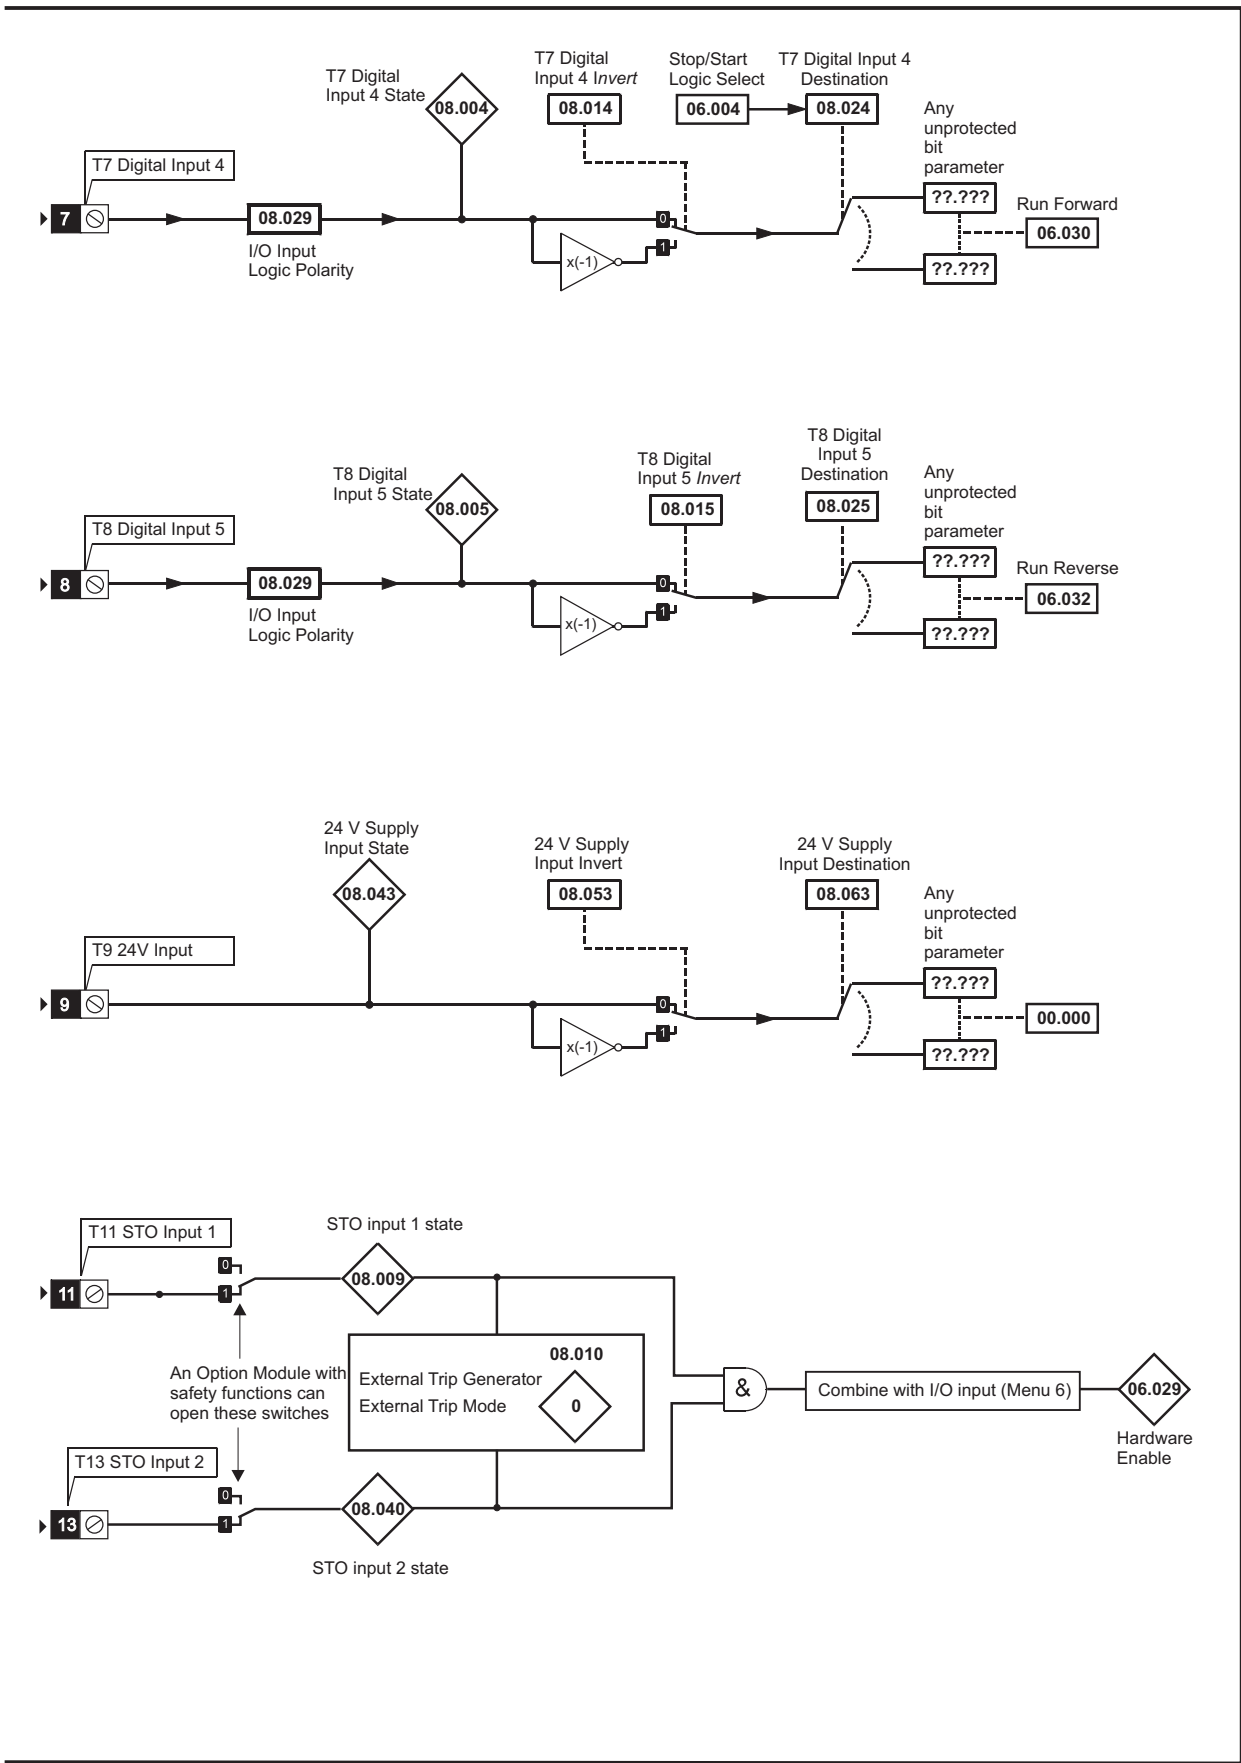 T7 Digital
Input 4 State
08.004
T7 Digital
Input 4 Invert
08.014
Stop/Start
Logic Select
06.004
T7 Digital Input 4
Destination
08.024
Any
unprotected
bit
parameter
??.???
??.???
Run Forward
06.030
T7 Digital Input 4
7
08.029
I/O Input
Logic Polarity
x(-1)
0
1
T8 Digital
Input 5 State
08.005
T8 Digital
Input 5 Invert
08.015
T8 Digital
Input 5
Destination
08.025
Any
unprotected
bit
parameter
??.???
??.???
Run Reverse
06.032
T8 Digital Input 5
8
08.029
I/O Input
Logic Polarity
x(-1)
0
1
24 V Supply
Input State
08.043
24 V Supply
Input Invert
08.053
24 V Supply
Input Destination
08.063
Any
unprotected
bit
parameter
??.???
??.???
00.000
T9 24V Input
9
x(-1)
0
1
T11 STO Input 1
11
0
1
STO input 1 state
08.009
An Option Module with
safety functions can
open these switches
08.010
External Trip Generator
External Trip Mode
0
&
Combine with I/O input (Menu 6)
06.029
Hardware
Enable
T13 STO Input 2
13
0
1
08.040
STO input 2 state